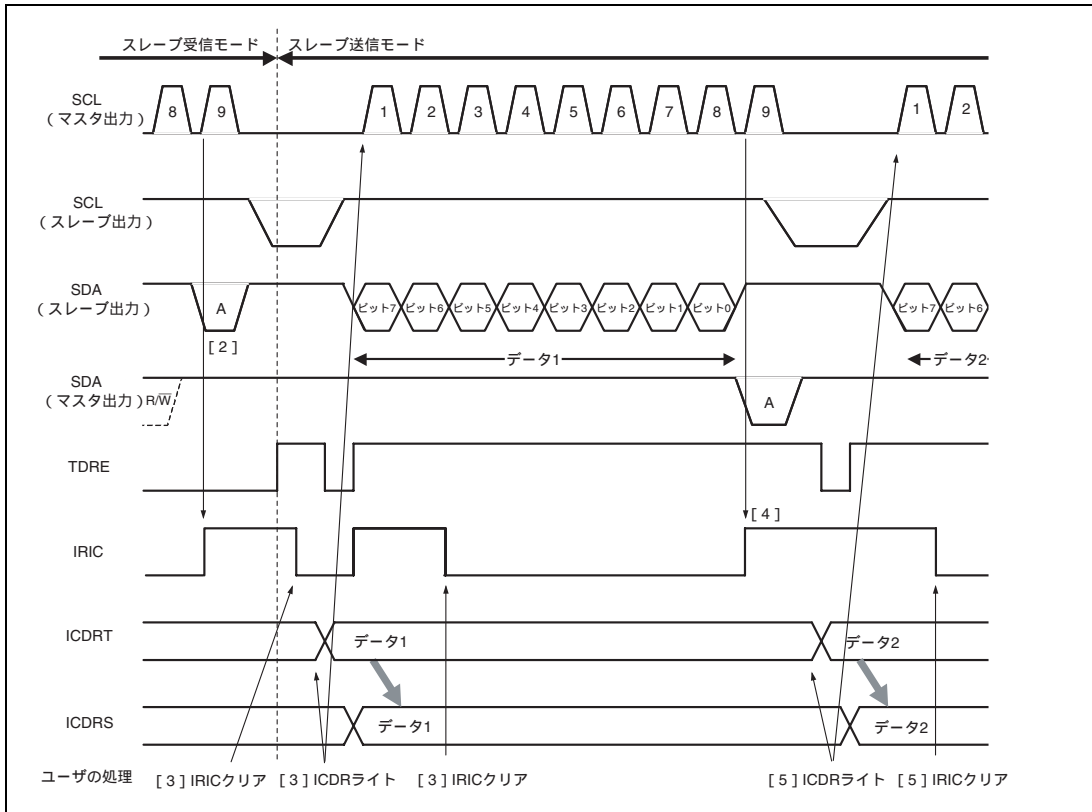 スレーブ受信モード スレーブ送信モード
SCL
(マスタ出力)
8 9 1 2 3 4 5 6 7 8 9 1 2
SCL
(スレーブ出力)
SDA
(スレーブ出力)
A ビット7 ビット6 ビット5 ビット4 ビット3 ビット2 ビット1 ビット0 ビット7 ビット6
[2]
データ1 データ2
SDA
(マスタ出力)
R/W̅ A
TDRE
[4]
IRIC
ICDRT データ1 データ2
ICDRS データ1 データ2
ユーザの処理 [3] IRICクリア [3] ICDRライト [3] IRICクリア [5] ICDRライト [5] IRICクリア